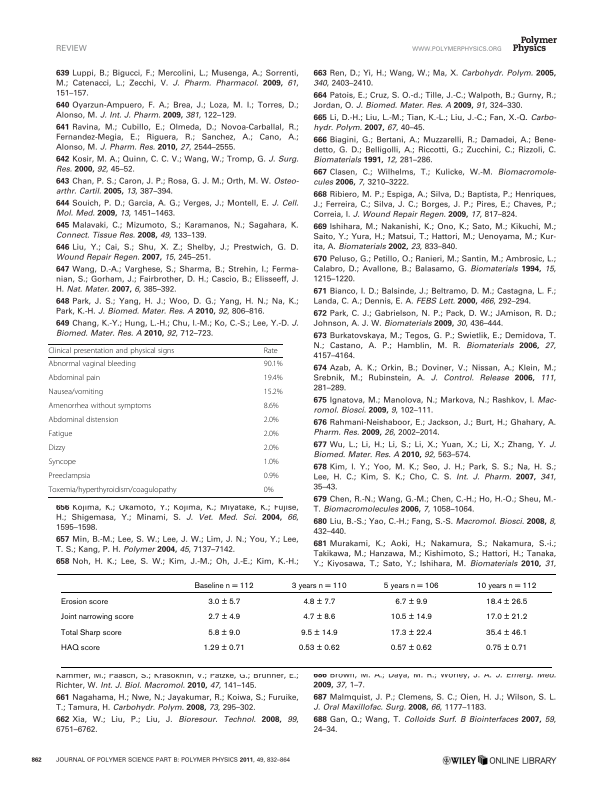 REVIEW
WWW.POLYMERPHYSICS.ORG
Polymer
Physics
639 Luppi, B.; Bigucci, F.; Mercolini, L.; Musenga, A.; Sorrenti,
M.; Catenacci, L.; Zecchi, V. J. Pharm. Pharmacol. 2009, 61,
151–157.
640 Oyarzun-Ampuero, F. A.; Brea, J.; Loza, M. I.; Torres, D.;
Alonso, M. J. Int. J. Pharm. 2009, 381, 122–129.
641 Ravina, M.; Cubillo, E.; Olmeda, D.; Novoa-Carballal, R.;
Fernandez-Megia, E.; Riguera, R.; Sanchez, A.; Cano, A.;
Alonso, M. J. Pharm. Res. 2010, 27, 2544–2555.
642 Kosir, M. A.; Quinn, C. C. V.; Wang, W.; Tromp, G. J. Surg.
Res. 2000, 92, 45–52.
643 Chan, P. S.; Caron, J. P.; Rosa, G. J. M.; Orth, M. W. Osteo-
arthr. Cartil. 2005, 13, 387–394.
644 Souich, P. D.; Garcia, A. G.; Verges, J.; Montell, E. J. Cell.
Mol. Med. 2009, 13, 1451–1463.
645 Malavaki, C.; Mizumoto, S.; Karamanos, N.; Sagahara, K.
Connect. Tissue Res. 2008, 49, 133–139.
646 Liu, Y.; Cai, S.; Shu, X. Z.; Shelby, J.; Prestwich, G. D.
Wound Repair Regen. 2007, 15, 245–251.
647 Wang, D.-A.; Varghese, S.; Sharma, B.; Strehin, I.; Ferma-
nian, S.; Gorham, J.; Fairbrother, D. H.; Cascio, B.; Elisseeff, J.
H. Nat. Mater. 2007, 6, 385–392.
648 Park, J. S.; Yang, H. J.; Woo, D. G.; Yang, H. N.; Na, K.;
Park, K.-H. J. Biomed. Mater. Res. A 2010, 92, 806–816.
649 Chang, K.-Y.; Hung, L.-H.; Chu, I.-M.; Ko, C.-S.; Lee, Y.-D. J.
Biomed. Mater. Res. A 2010, 92, 712–723.
Clinical presentation and physical signs Rate
Abnormal vaginal bleeding 90.1%
Abdominal pain 19.4%
Nausea/vomiting 15.2%
Amenorrhea without symptoms 8.6%
Abdominal distension 2.0%
Fatigue 2.0%
Dizzy 2.0%
Syncope 1.0%
Preeclampsia 0.9%
Toxemia/hyperthyroidism/coagulopathy 0%
656 Kojima, K.; Okamoto, Y.; Kojima, K.; Miyatake, K.; Fujise,
H.; Shigemasa, Y.; Minami, S. J. Vet. Med. Sci. 2004, 66,
1595–1598.
657 Min, B.-M.; Lee, S. W.; Lee, J. W.; Lim, J. N.; You, Y.; Lee,
T. S.; Kang, P. H. Polymer 2004, 45, 7137–7142.
658 Noh, H. K.; Lee, S. W.; Kim, J.-M.; Oh, J.-E.; Kim, K.-H.;
663 Ren, D.; Yi, H.; Wang, W.; Ma, X. Carbohydr. Polym. 2005,
340, 2403–2410.
664 Patois, E.; Cruz, S. O.-d.; Tille, J.-C.; Walpoth, B.; Gurny, R.;
Jordan, O. J. Biomed. Mater. Res. A 2009, 91, 324–330.
665 Li, D.-H.; Liu, L.-M.; Tian, K.-L.; Liu, J.-C.; Fan, X.-Q. Carbo-
hydr. Polym. 2007, 67, 40–45.
666 Biagini, G.; Bertani, A.; Muzzarelli, R.; Damadei, A.; Bene-
detto, G. D.; Belligolli, A.; Riccotti, G.; Zucchini, C.; Rizzoli, C.
Biomaterials 1991, 12, 281–286.
667 Clasen, C.; Wilhelms, T.; Kulicke, W.-M. Biomacromole-
cules 2006, 7, 3210–3222.
668 Ribiero, M. P.; Espiga, A.; Silva, D.; Baptista, P.; Henriques,
J.; Ferreira, C.; Silva, J. C.; Borges, J. P.; Pires, E.; Chaves, P.;
Correia, I. J. Wound Repair Regen. 2009, 17, 817–824.
669 Ishihara, M.; Nakanishi, K.; Ono, K.; Sato, M.; Kikuchi, M.;
Saito, Y.; Yura, H.; Matsui, T.; Hattori, H.; Uenoyama, M.; Kur-
ita, A. Biomaterials 2002, 23, 833–840.
670 Peluso, G.; Petillo, O.; Ranieri, M.; Santin, M.; Ambrosic, L.;
Calabro, D.; Avallone, B.; Balasamo, G. Biomaterials 1994, 15,
1215–1220.
671 Bianco, I. D.; Balsinde, J.; Beltramo, D. M.; Castagna, L. F.;
Landa, C. A.; Dennis, E. A. FEBS Lett. 2000, 466, 292–294.
672 Park, C. J.; Gabrielson, N. P.; Pack, D. W.; JAmison, R. D.;
Johnson, A. J. W. Biomaterials 2009, 30, 436–444.
673 Burkatovskaya, M.; Tegos, G. P.; Swietlik, E.; Demidova, T.
N.; Castano, A. P.; Hamblin, M. R. Biomaterials 2006, 27,
4157–4164.
674 Azab, A. K.; Orkin, B.; Doviner, V.; Nissan, A.; Klein, M.;
Srebnik, M.; Rubinstein, A. J. Control. Release 2006, 111,
281–289.
675 Ignatova, M.; Manolova, N.; Markova, N.; Rashkov, I. Mac-
romol. Biosci. 2009, 9, 102–111.
676 Rahmani-Neishaboor, E.; Jackson, J.; Burt, H.; Ghahary, A.
Pharm. Res. 2009, 26, 2002–2014.
677 Wu, L.; Li, H.; Li, S.; Li, X.; Yuan, X.; Li, X.; Zhang, Y. J.
Biomed. Mater. Res. A 2010, 92, 563–574.
678 Kim, I. Y.; Yoo, M. K.; Seo, J. H.; Park, S. S.; Na, H. S.;
Lee, H. C.; Kim, S. K.; Cho, C. S. Int. J. Pharm. 2007, 341,
35–43.
679 Chen, R.-N.; Wang, G.-M.; Chen, C.-H.; Ho, H.-O.; Sheu, M.-
T. Biomacromolecules 2006, 7, 1058–1064.
680 Liu, B.-S.; Yao, C.-H.; Fang, S.-S. Macromol. Biosci. 2008, 8,
432–440.
681 Murakami, K.; Aoki, H.; Nakamura, S.; Nakamura, S.-i.;
Takikawa, M.; Hanzawa, M.; Kishimoto, S.; Hattori, H.; Tanaka,
Y.; Kiyosawa, T.; Sato, Y.; Ishihara, M. Biomaterials 2010, 31,
Baseline n = 112 3 years n = 110 5 years n = 106 10 years n = 112
Erosion score 3.0 ± 5.7 4.8 ± 7.7 6.7 ± 9.9 18.4 ± 26.5
Joint narrowing score 2.7 ± 4.9 4.7 ± 8.6 10.5 ± 14.9 17.0 ± 21.2
Total Sharp score 5.8 ± 9.0 9.5 ± 14.9 17.3 ± 22.4 35.4 ± 46.1
HAQ score 1.29 ± 0.71 0.53 ± 0.62 0.57 ± 0.62 0.75 ± 0.71
Kammer, M.; Paasch, S.; Krasokhin, V.; Patzke, G.; Brunner, E.;
Richter, W. Int. J. Biol. Macromol. 2010, 47, 141–145.
661 Nagahama, H.; Nwe, N.; Jayakumar, R.; Koiwa, S.; Furuike,
T.; Tamura, H. Carbohydr. Polym. 2008, 73, 295–302.
662 Xia, W.; Liu, P.; Liu, J. Bioresour. Technol. 2008, 99,
6751–6762.
686 Brown, M. A.; Daya, M. R.; Worley, J. A. J. Emerg. Med.
2009, 37, 1–7.
687 Malmquist, J. P.; Clemens, S. C.; Oien, H. J.; Wilson, S. L.
J. Oral Maxillofac. Surg. 2008, 66, 1177–1183.
688 Gan, Q.; Wang, T. Colloids Surf. B Biointerfaces 2007, 59,
24–34.
862 JOURNAL OF POLYMER SCIENCE PART B: POLYMER PHYSICS 2011, 49, 832–864
WILEY ONLINE LIBRARY